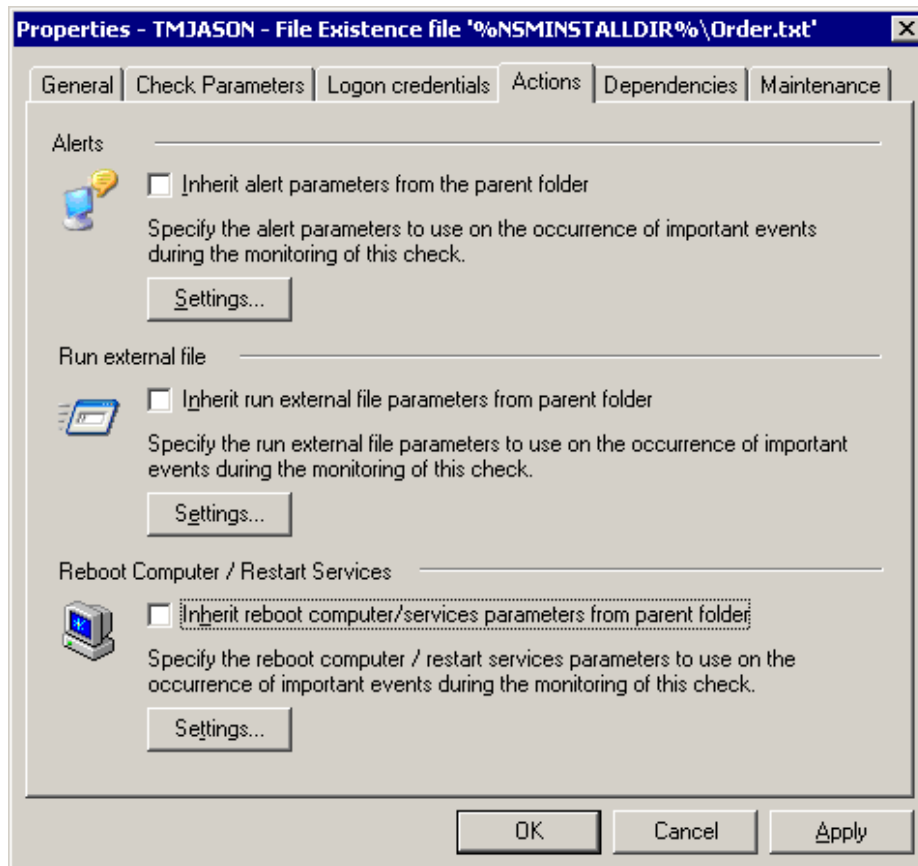 Properties - TMJASON - File Existence file '%NSMINSTALLDIR%\Order.txt'
General Check Parameters Logon credentials Actions Dependencies Maintenance
Alerts
Inherit alert parameters from the parent folder
Specify the alert parameters to use on the occurrence of important events
during the monitoring of this check.
Settings...
Run external file
Inherit run external file parameters from parent folder
Specify the run external file parameters to use on the occurrence of important
events during the monitoring of this check.
Settings...
Reboot Computer / Restart Services
Inherit reboot computer/services parameters from parent folder
Specify the reboot computer / restart services parameters to use on the
occurrence of important events during the monitoring of this check.
Settings...
OK Cancel Apply